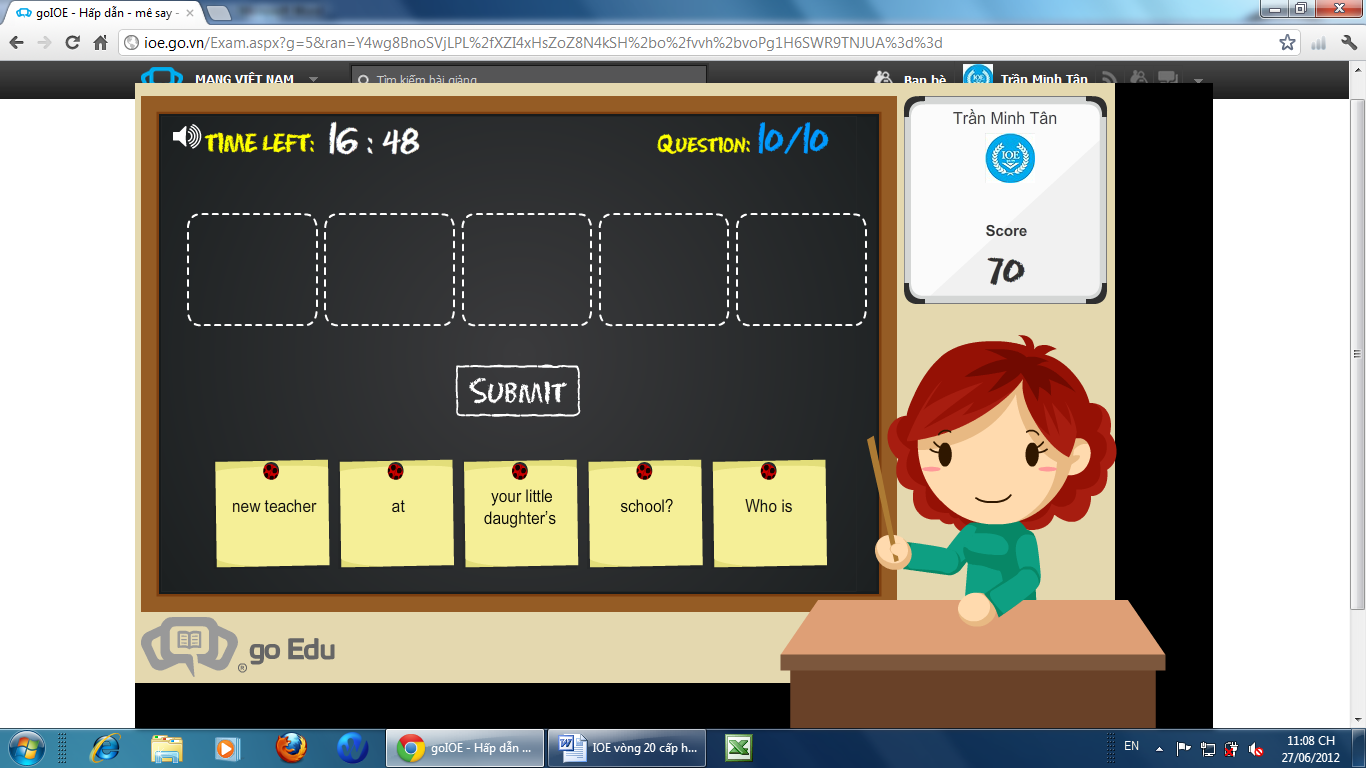 goIOE - Hấp dẫn - mê say -
ioe.go.vn/Exam.aspx?g=5&ran=Y4wg8BnoSVjLPL%2fXZI4xHsZoZ8N4kSH%2bo%2fvvh%2bvoPg1H6SWR9TNJUA%3d%3d
MẠNG VIỆT NAM
Tìm kiếm bài giảng
Bạn bè
Trần Minh Tân
TIME LEFT: 16 : 48
QUESTION: 10/10
Trần Minh Tân
IOE
Score
70
SUBMIT
new teacher
at
your little
daughter's
school?
Who is
go Edu
goIOE - Hấp dẫn ...
IOE vòng 20 cấp h...
EN
11:08 CH
27/06/2012